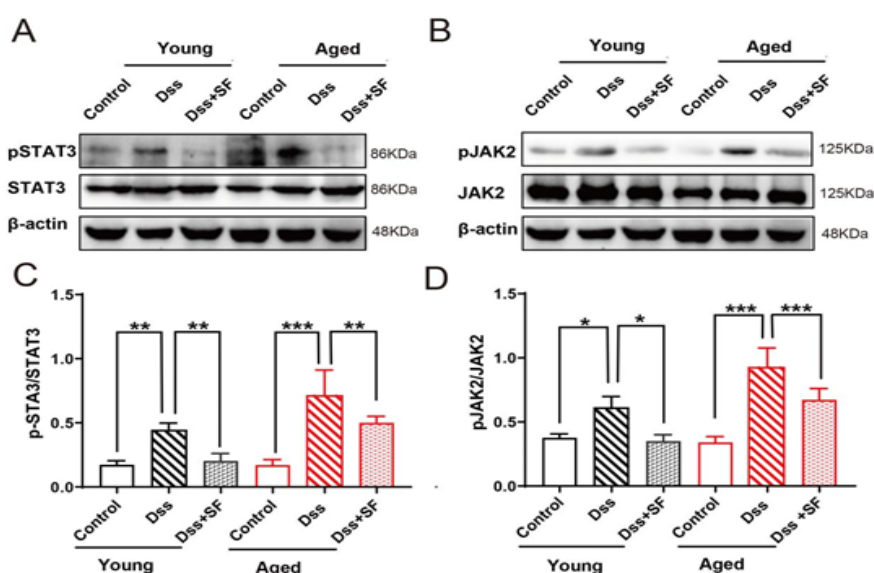 A
Young
Aged
Control
Dss
Dss+SF
Control
Dss
Dss+SF
pSTAT3
86KDa
STAT3
86KDa
β-actin
48KDa
B
Young
Aged
Control
Dss
Dss+SF
Control
Dss
Dss+SF
pJAK2
125KDa
JAK2
125KDa
β-actin
48KDa
C
p-STA3/STAT3
1.5
1.0
0.5
0.0
**
**
***
**
Control
Dss
Dss+SF
Control
Dss
Dss+SF
Young
Aged
D
pJAK2/JAK2
1.5
1.0
0.5
0.0
*
*
***
***
Control
Dss
Dss+SF
Control
Dss
Dss+SF
Young
Aged